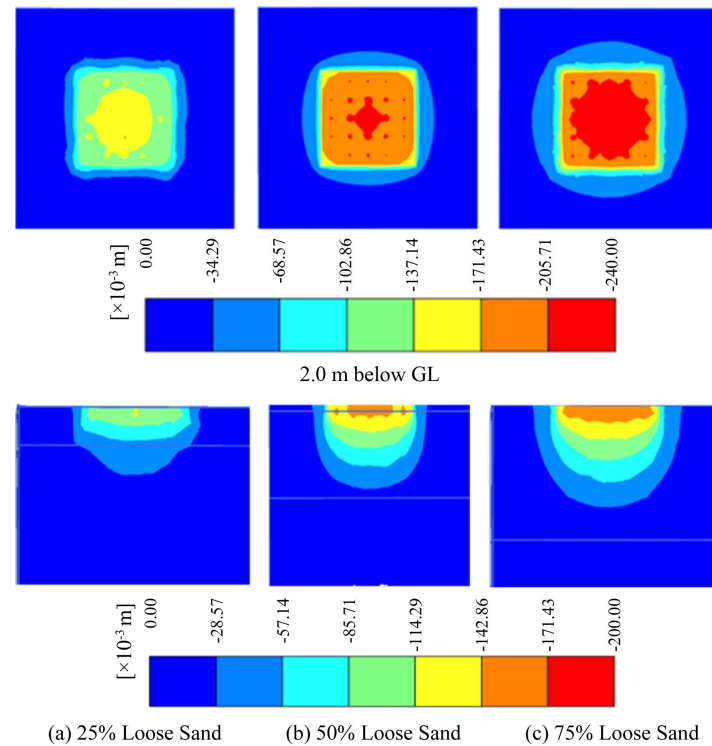 [×10⁻³ m]
0.00
-34.29
-68.57
-102.86
-137.14
-171.43
-205.71
-240.00
2.0 m below GL
[×10⁻³ m]
0.00
-28.57
-57.14
-85.71
-114.29
-142.86
-171.43
-200.00
(a) 25% Loose Sand
(b) 50% Loose Sand
(c) 75% Loose Sand